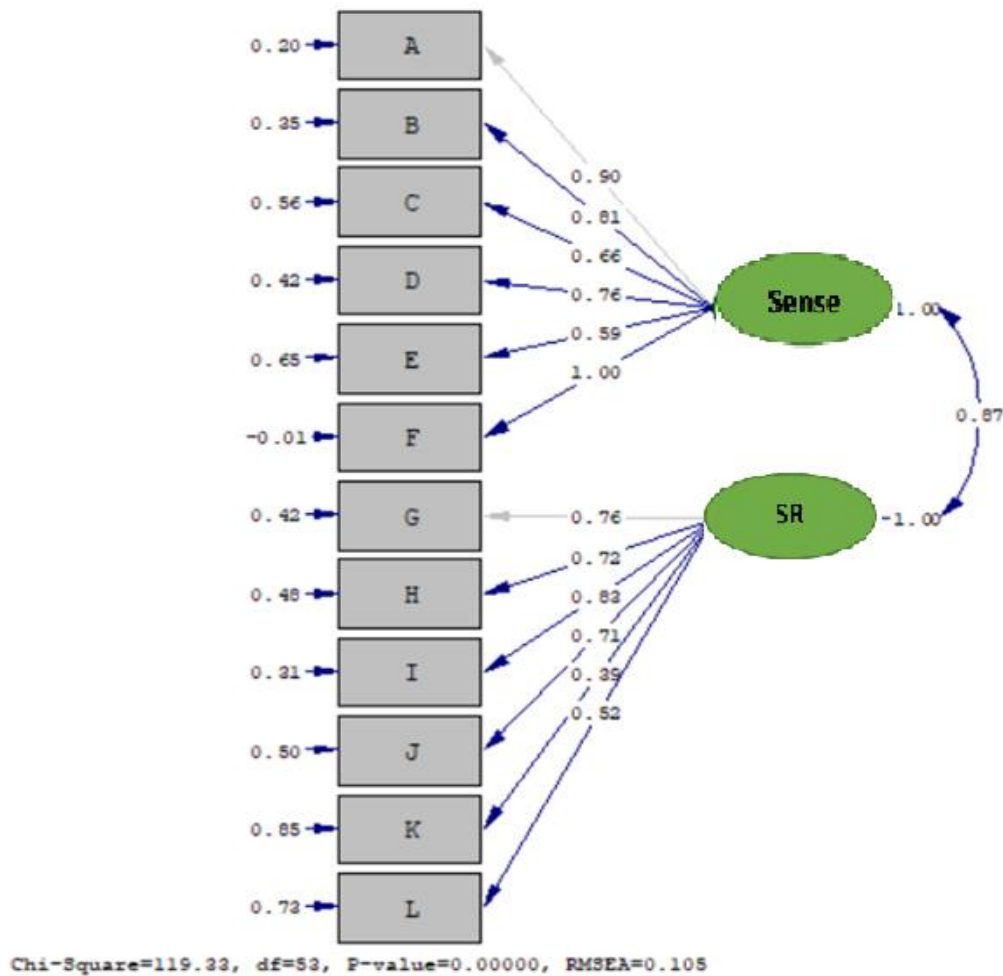 0.20 A
0.35 B
0.90
0.56 C
0.81
0.66
0.42 D
0.76
Sense
1.00
0.65 E
0.59
1.00
-0.01 F
0.87
0.42 G
0.76
SR
-1.00
0.48 H
0.72
0.83
0.31 I
0.71
0.39
0.50 J
0.52
0.85 K
0.73 L
Chi-Square=119.33, df=53, P-value=0.00000, RMSEA=0.105